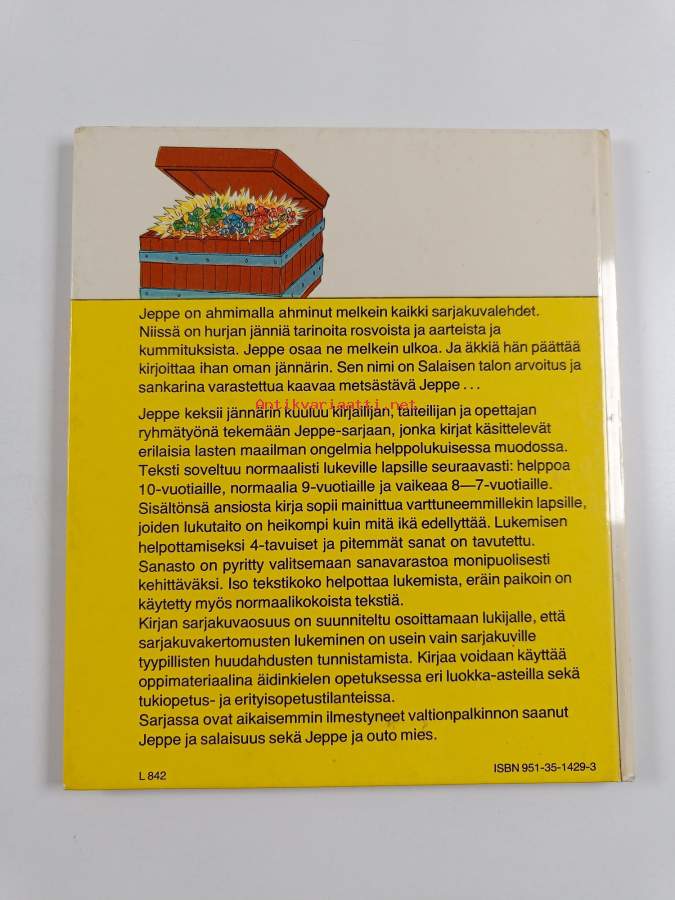 Jeppe on ahmimalla ahminut melkein kaikki sarjakuvalehdet.
Niissä on hurjan jänniä tarinoita rosvoista ja aarteista ja
kummituksista. Jeppe osaa ne melkein ulkoa. Ja äkkiä hän päättää
kirjoittaa ihan oman jännärin. Sen nimi on Salaisen talon arvoitus ja
sankarina varastettua kaavaa metsästävä Jeppe . . .
Antikvariaatti.net
Jeppe keksii jännärin kuuluu kirjailijan, taiteilijan ja opettajan
ryhmätyönä tekemään Jeppe-sarjaan, jonka kirjat käsittelevät
erilaisia lasten maailman ongelmia helppolukuisessa muodossa.
Teksti soveltuu normaalisti lukeville lapsille seuraavasti: helppoa
10-vuotiaille, normaalia 9-vuotiaille ja vaikeaa 8—7-vuotiaille.
Sisältönsä ansiosta kirja sopii mainittua varttuneemmillekin lapsille,
joiden lukutaito on heikompi kuin mitä ikä edellyttää. Lukemisen
helpottamiseksi 4-tavuiset ja pitemmät sanat on tavutettu.
Sanasto on pyritty valitsemaan sanavarastoa monipuolisesti
kehittäväksi. Iso tekstikoko helpottaa lukemista, eräin paikoin on
käytetty myös normaalikokoista tekstiä.
Kirjan sarjakuvaosuus on suunniteltu osoittamaan lukijalle, että
sarjakuvakertomusten lukeminen on usein vain sarjakuville
tyypillisten huudahdusten tunnistamista. Kirjaa voidaan käyttää
oppimateriaalina äidinkielen opetuksessa eri luokka-asteilla sekä
tukiopetus- ja erityisopetustilanteissa.
Sarjassa ovat aikaisemmin ilmestyneet valtionpalkinnon saanut
Jeppe ja salaisuus sekä Jeppe ja outo mies.
L 842
ISBN 951-35-1429-3